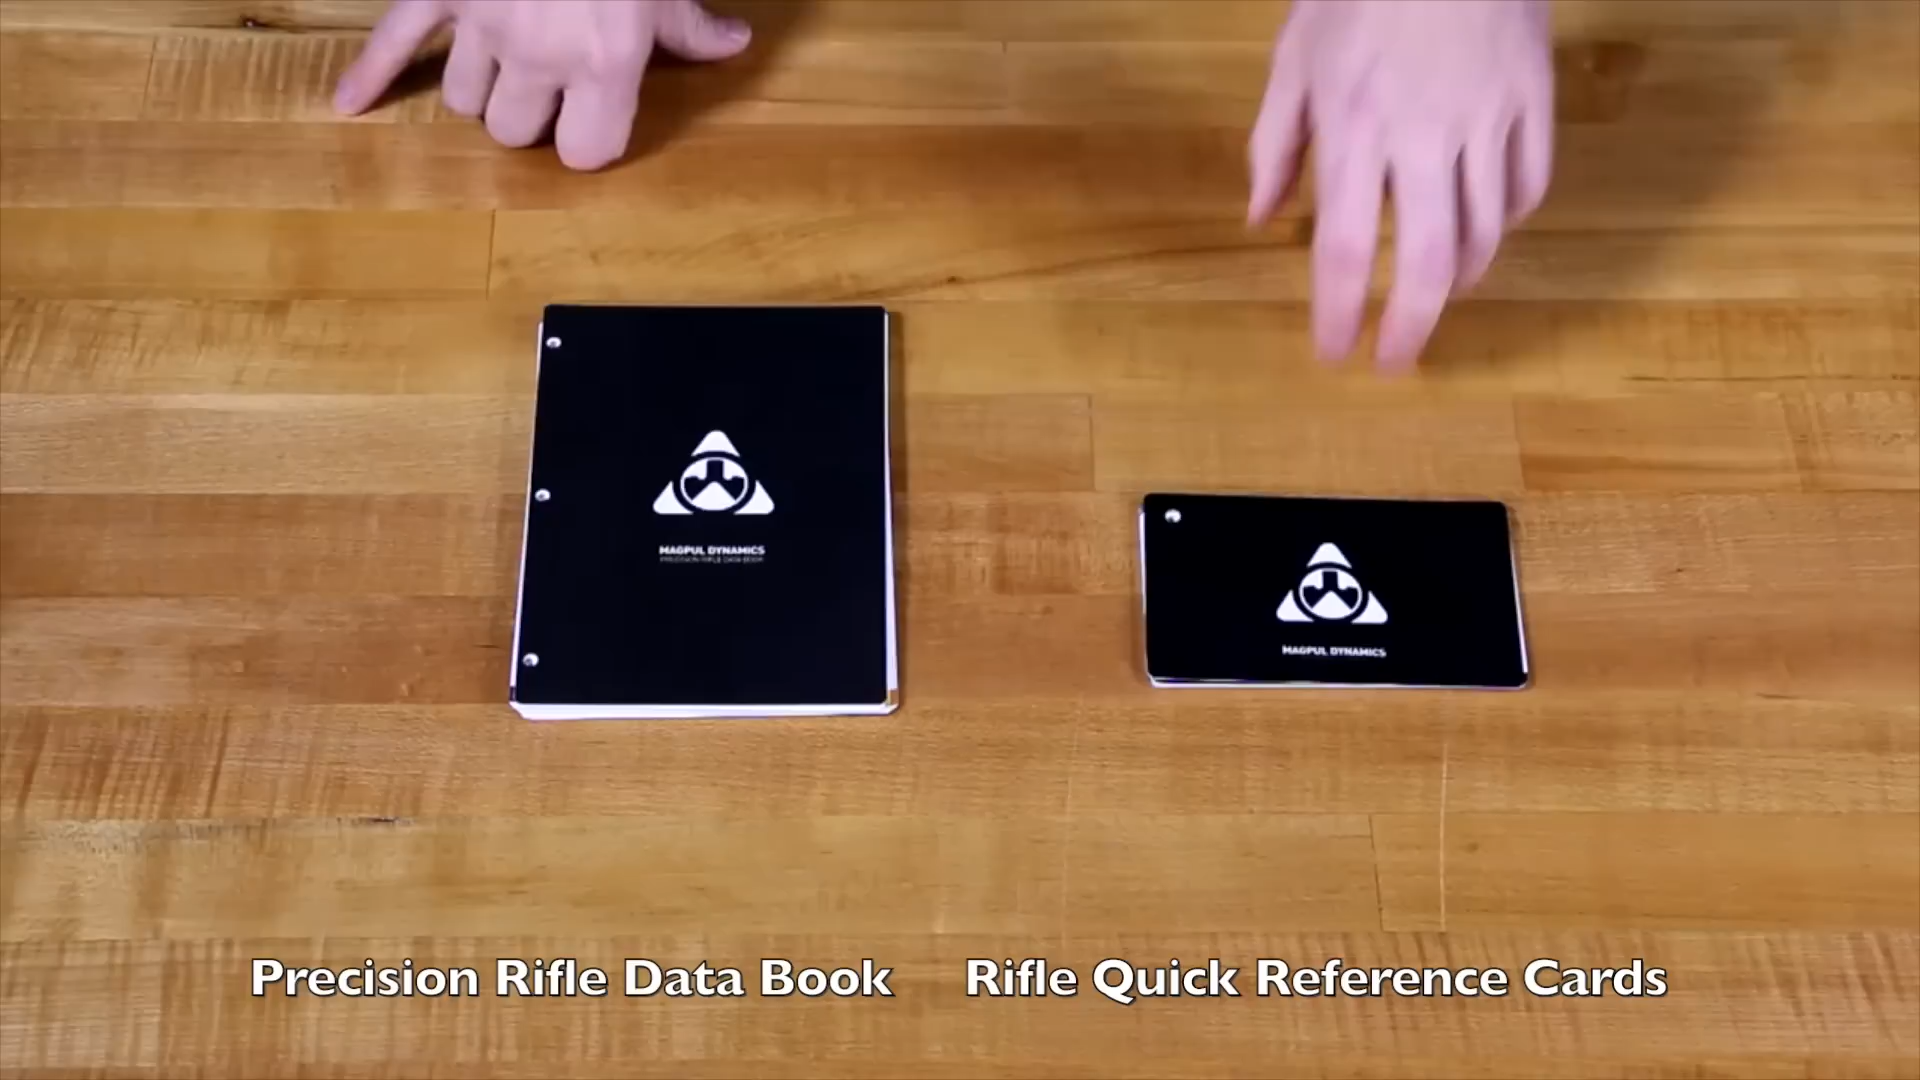 MAGPUL DYNAMICS
PRECISION RIFLE DATA BOOK
MAGPUL DYNAMICS
Precision Rifle Data Book
Rifle Quick Reference Cards